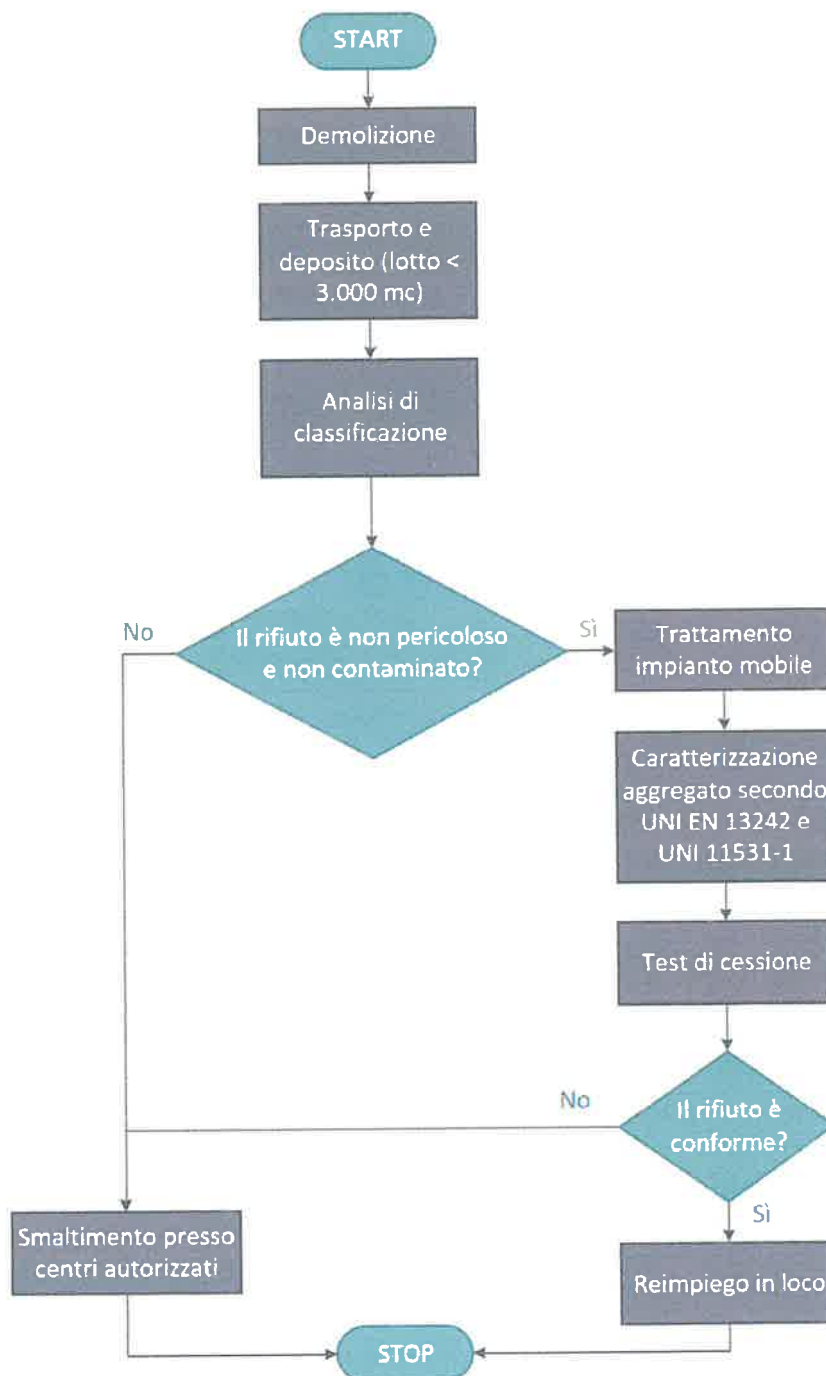 START
Demolizione
Trasporto e
deposito (lotto <
3.000 mc)
Analisi di
classificazione
Il rifiuto è non pericoloso
e non contaminato?
No
Sì
Trattamento
impianto mobile
Caratterizzazione
aggregato secondo
UNI EN 13242 e
UNI 11531-1
Test di cessione
Il rifiuto è
conforme?
No
Sì
Smaltimento presso
centri autorizzati
Reimpiego in loco
STOP